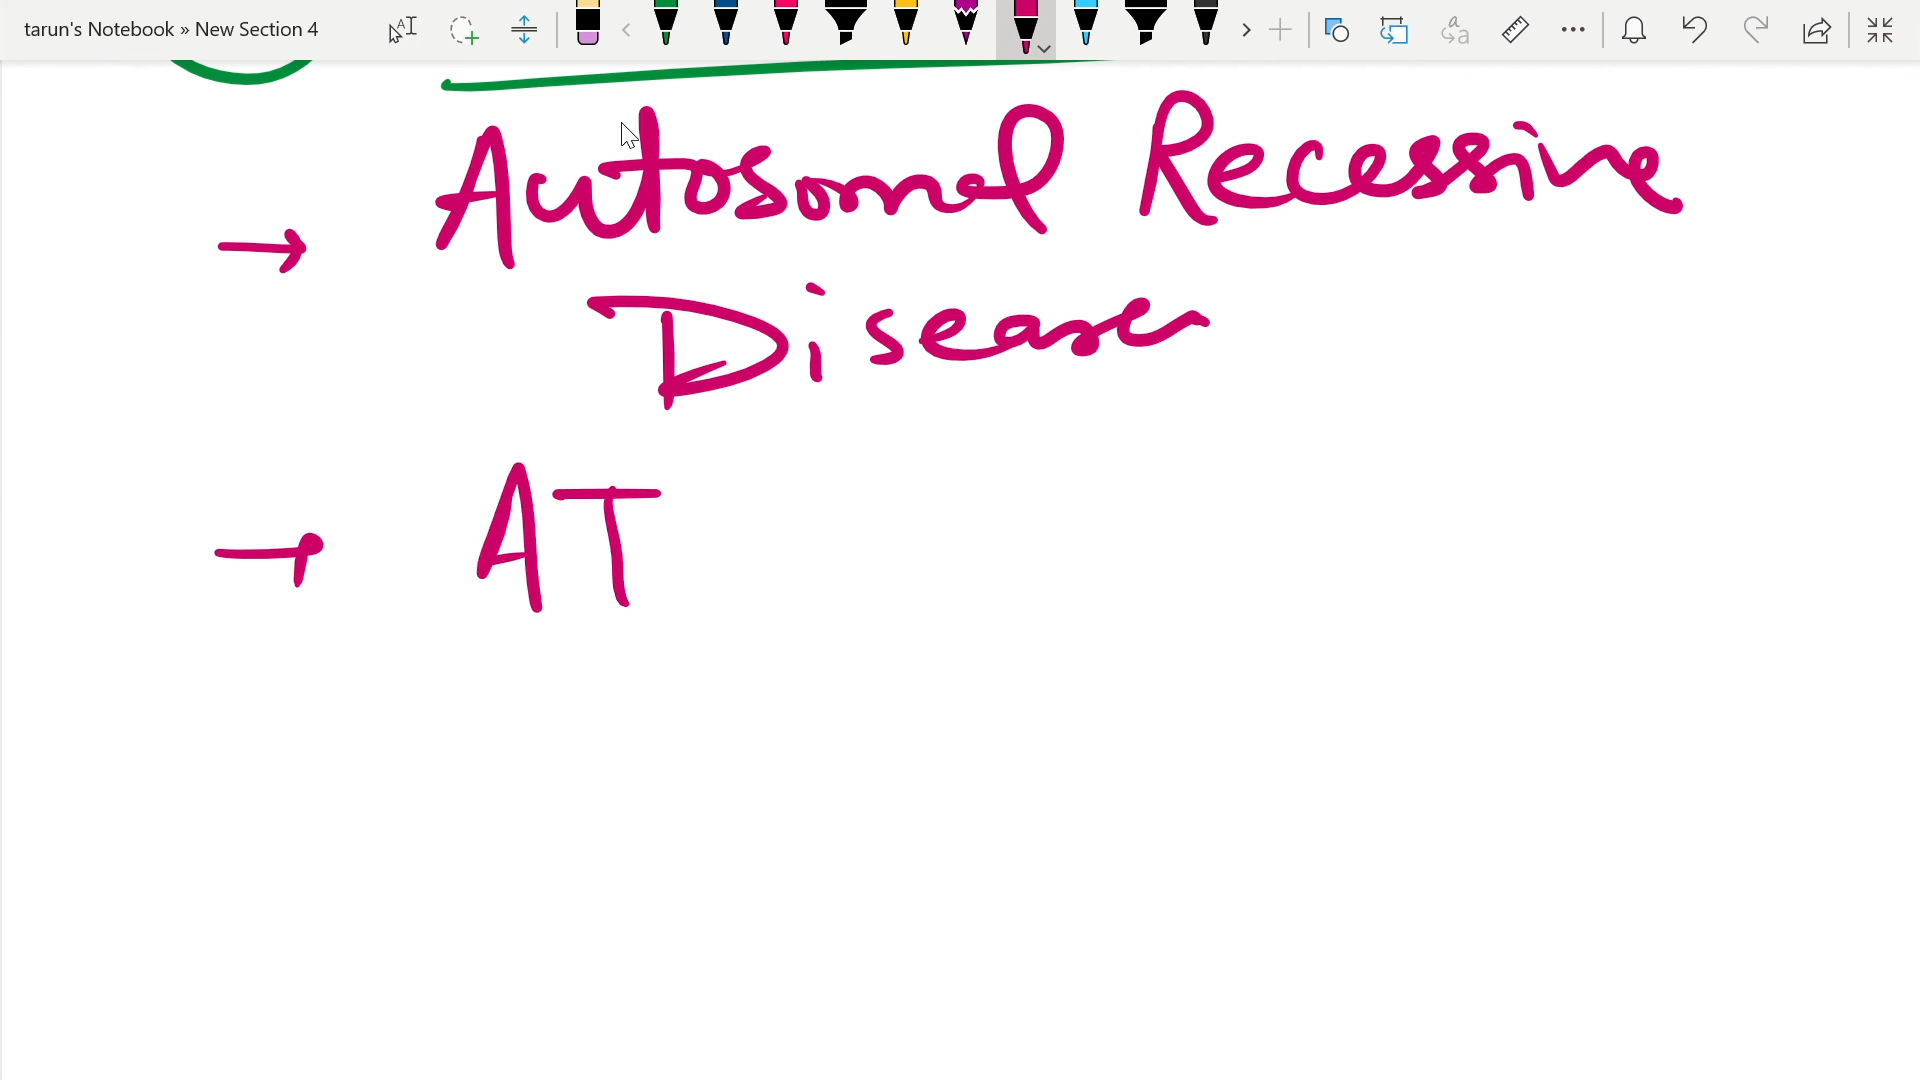 tarun's Notebook » New Section 4
→ Autosomal Recessive
Disease
→ AT